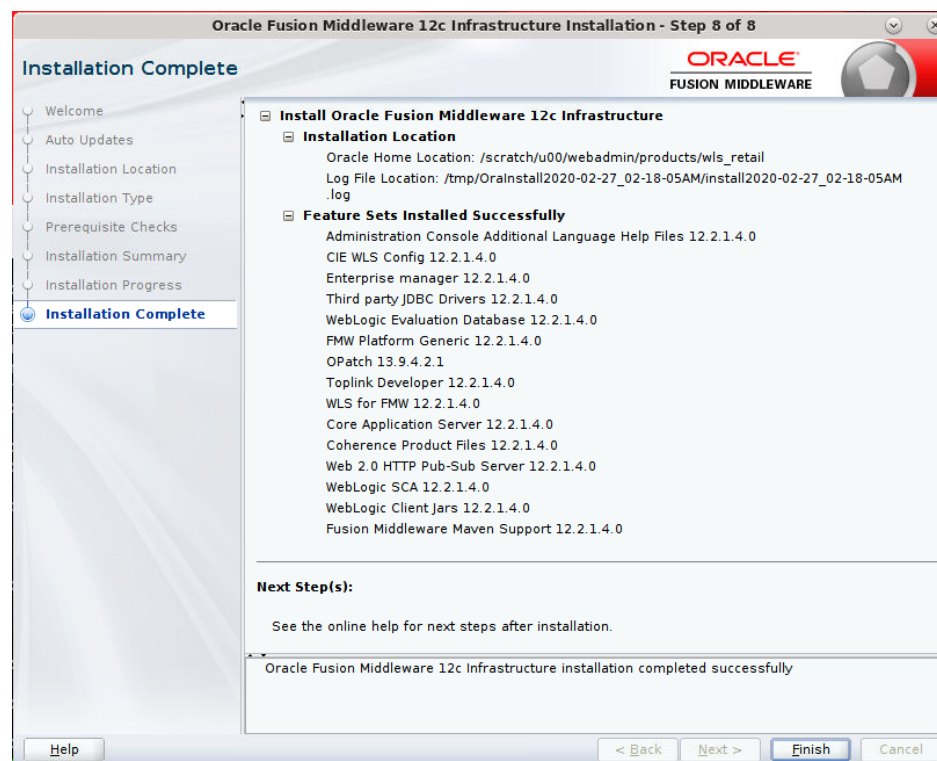 Oracle Fusion Middleware 12c Infrastructure Installation - Step 8 of 8
Installation Complete
ORACLE
FUSION MIDDLEWARE
Welcome
Auto Updates
Installation Location
Installation Type
Prerequisite Checks
Installation Summary
Installation Progress
Installation Complete
Install Oracle Fusion Middleware 12c Infrastructure
Installation Location
Oracle Home Location: /scratch/u00/webadmin/products/wls_retail
Log File Location: /tmp/OraInstall2020-02-27_02-18-05AM/install2020-02-27_02-18-05AM
.log
Feature Sets Installed Successfully
Administration Console Additional Language Help Files 12.2.1.4.0
CIE WLS Config 12.2.1.4.0
Enterprise manager 12.2.1.4.0
Third party JDBC Drivers 12.2.1.4.0
WebLogic Evaluation Database 12.2.1.4.0
FMW Platform Generic 12.2.1.4.0
OPatch 13.9.4.2.1
Toplink Developer 12.2.1.4.0
WLS for FMW 12.2.1.4.0
Core Application Server 12.2.1.4.0
Coherence Product Files 12.2.1.4.0
Web 2.0 HTTP Pub-Sub Server 12.2.1.4.0
WebLogic SCA 12.2.1.4.0
WebLogic Client Jars 12.2.1.4.0
Fusion Middleware Maven Support 12.2.1.4.0
Next Step(s):
See the online help for next steps after installation.
Oracle Fusion Middleware 12c Infrastructure installation completed successfully
Help
< Back
Next >
Finish
Cancel